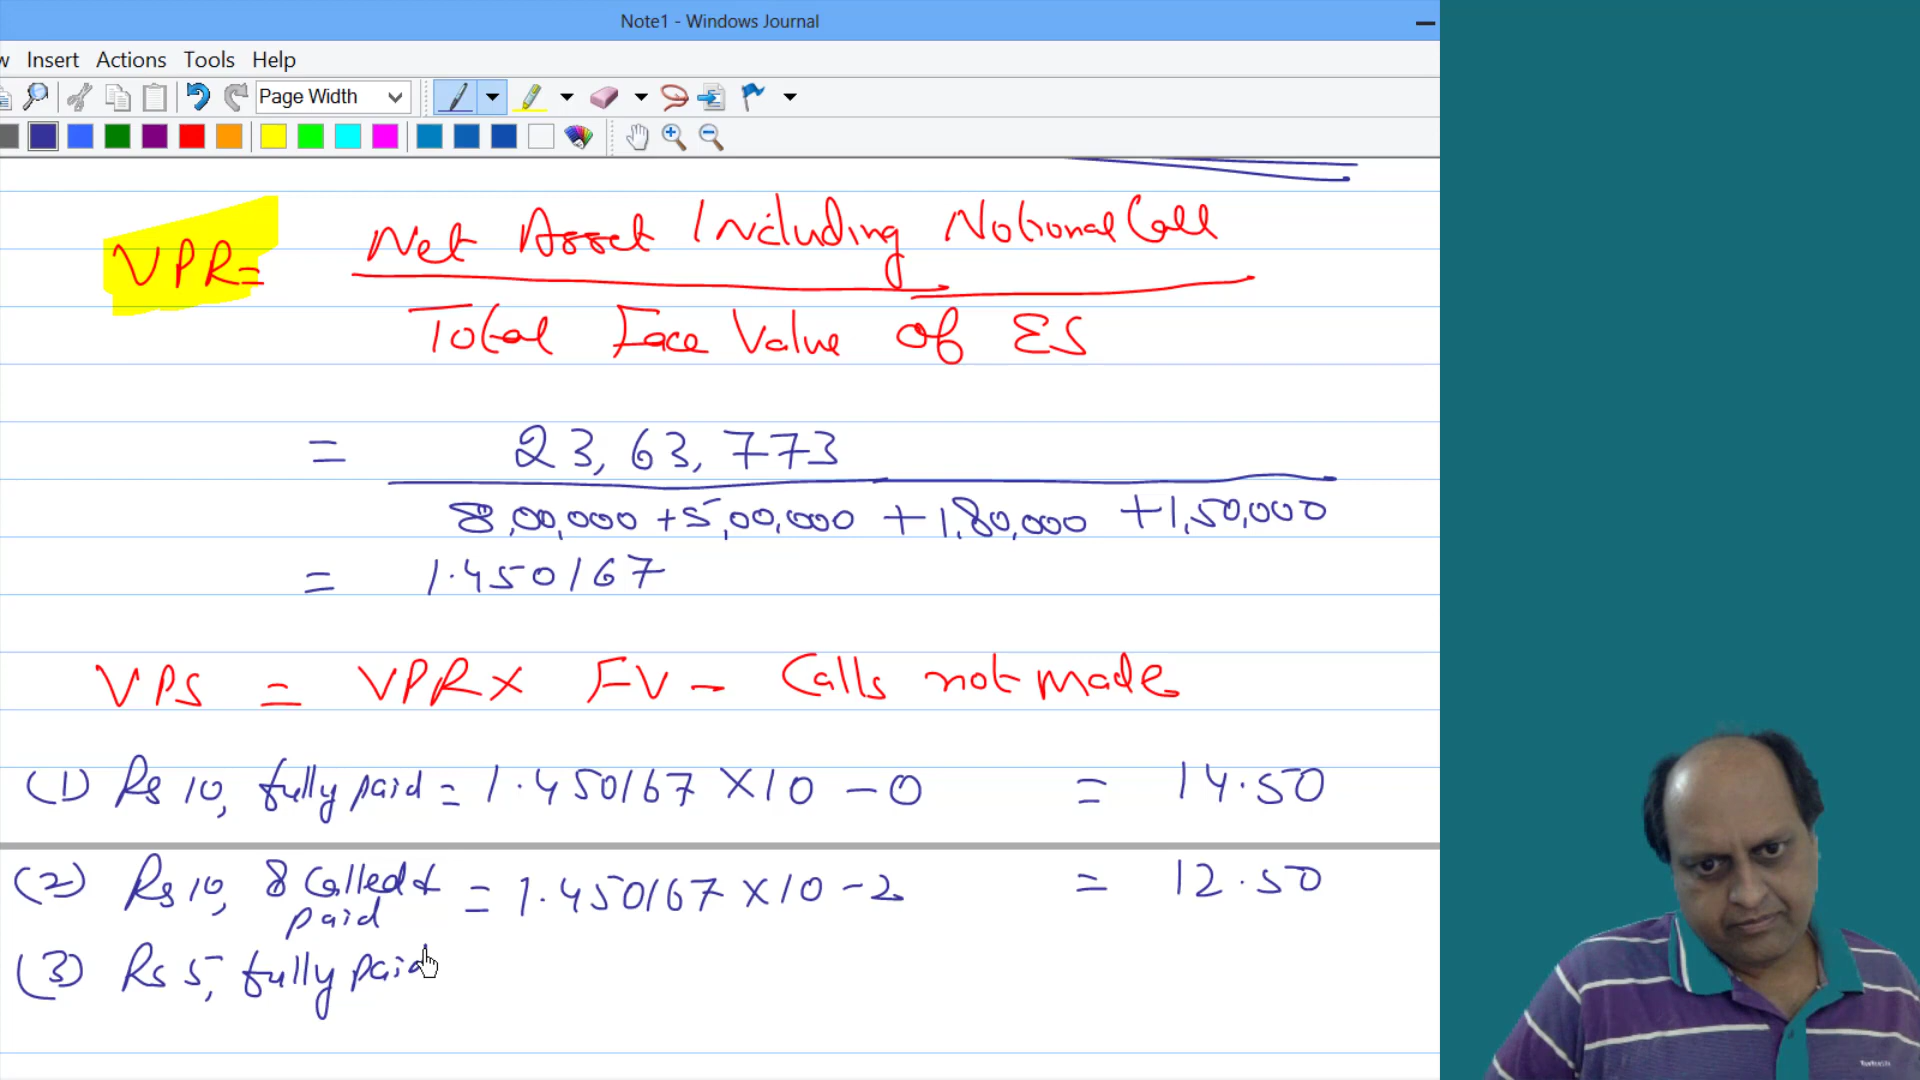 Note1 - Windows Journal
w Insert Actions Tools Help
Page Width
VPR = Net Asset Including Notional Call
Total Face Value of ES
= 23,63,773
8,00,000 + 5,00,000 + 1,80,000 + 1,50,000
= 1.450167
VPS = VPR X FV - Calls not made
(1) Rs 10, fully paid = 1.450167 X 10 - 0 = 14.50
(2) Rs 10, 8 Called & = 1.450167 X 10 - 2 = 12.50
paid
(3) Rs 5, fully paid